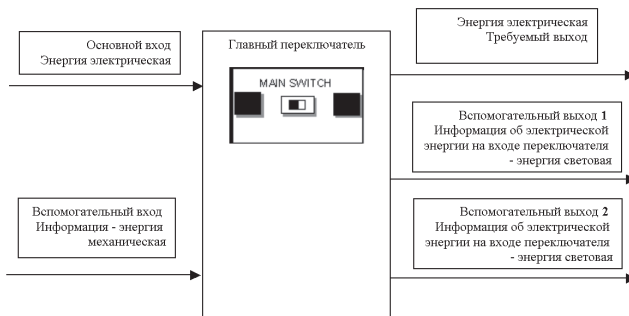 Основной вход
Энергия электрическая
Главный переключатель
MAIN SWITCH
Энергия электрическая
Требуемый выход
Вспомогательный выход 1
Информация об электрической
энергии на входе переключателя
- энергия световая
Вспомогательный вход
Информация - энергия
механическая
Вспомогательный выход 2
Информация об электрической
энергии на входе переключателя
- энергия световая